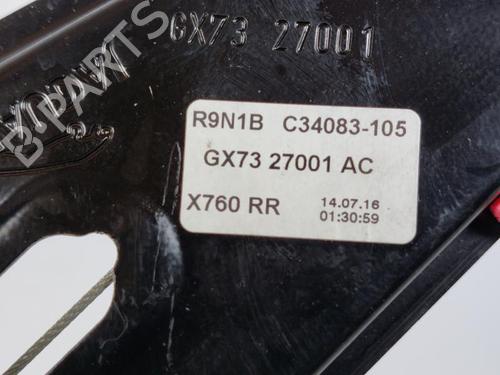 GX73 27001
B-PARTS
R9N1B C34083-105
GX73 27001 AC
X760 RR 14.07.16
01:30:59